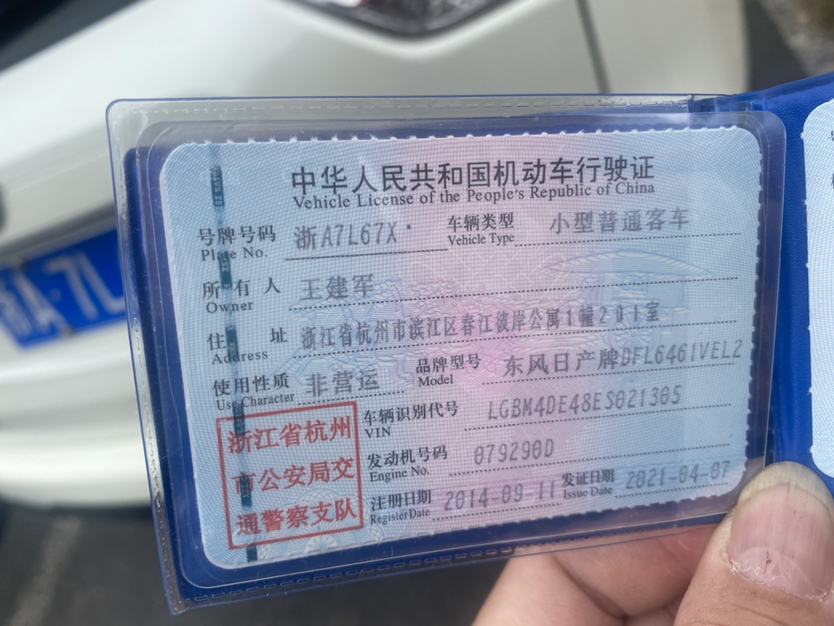 中华人民共和国机动车行驶证
Vehicle License of the People's Republic of China
号牌号码 浙A7L67X 车辆类型 小型普通客车
Plate No. Vehicle Type
所有人 王建军
Owner
住址 浙江省杭州市滨江区春江彼岸公寓1幢201室
Address
使用性质 非营运 品牌型号 东风日产牌DFL6461VEL2
Use Character Model
车辆识别代号 LGBM4DE48ES021305
VIN
发动机号码 079290D
Engine No.
注册日期 2014-09-11 发证日期 2021-04-07
Register Date Issue Date
浙江省杭州
市公安局交
通警察支队
A·7L